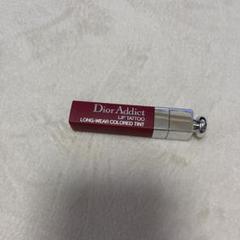 Dior Addict
LIP TATTOO
LONG-WEAR COLORED TINT